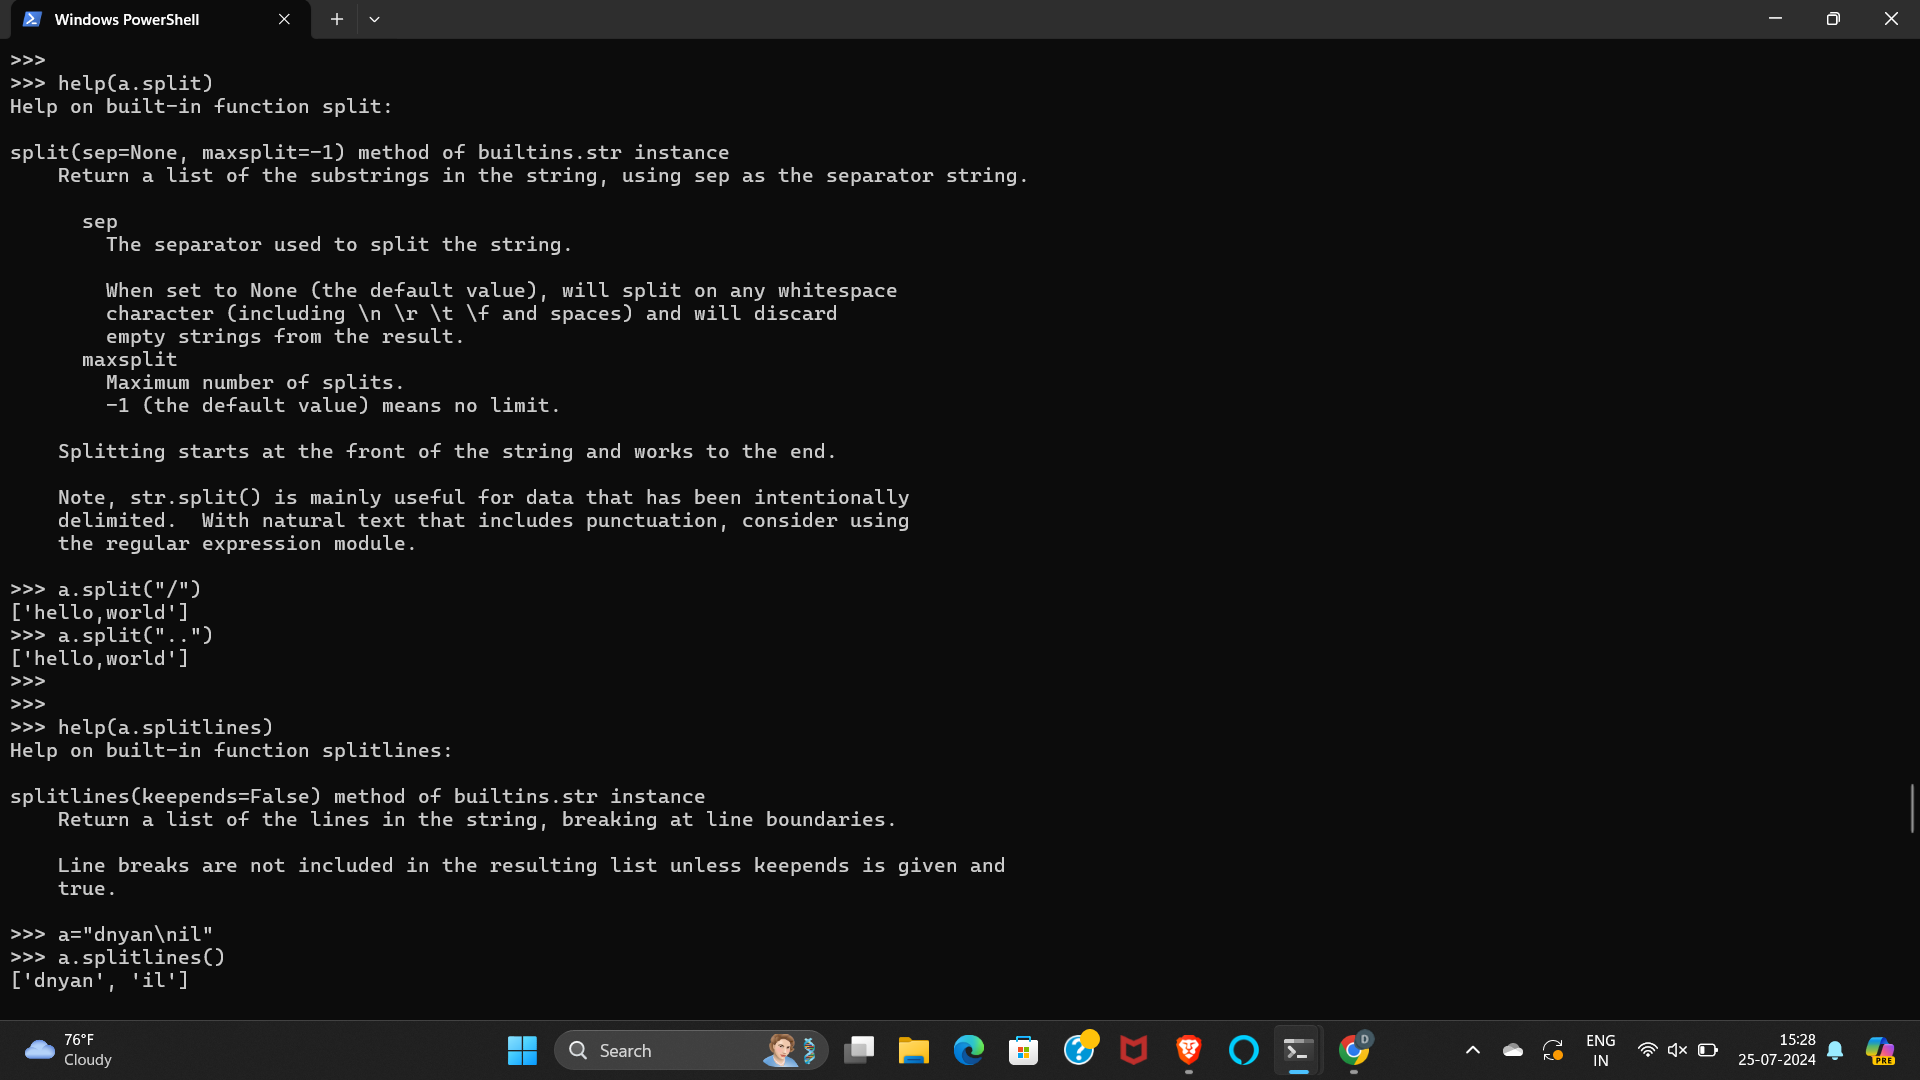 Windows PowerShell
>>>
>>> help(a.split)
Help on built-in function split:
split(sep=None, maxsplit=-1) method of builtins.str instance
Return a list of the substrings in the string, using sep as the separator string.
sep
The separator used to split the string.
When set to None (the default value), will split on any whitespace
character (including \n \r \t \f and spaces) and will discard
empty strings from the result.
maxsplit
Maximum number of splits.
-1 (the default value) means no limit.
Splitting starts at the front of the string and works to the end.
Note, str.split() is mainly useful for data that has been intentionally
delimited.  With natural text that includes punctuation, consider using
the regular expression module.
>>> a.split("/")
['hello,world']
>>> a.split("..")
['hello,world']
>>>
>>>
>>> help(a.splitlines)
Help on built-in function splitlines:
splitlines(keepends=False) method of builtins.str instance
Return a list of the lines in the string, breaking at line boundaries.
Line breaks are not included in the resulting list unless keepends is given and
true.
>>> a="dnyan\nil"
>>> a.splitlines()
['dnyan', 'il']
76°F
Cloudy
Search
D
ENG
IN
15:28
25-07-2024
PRE